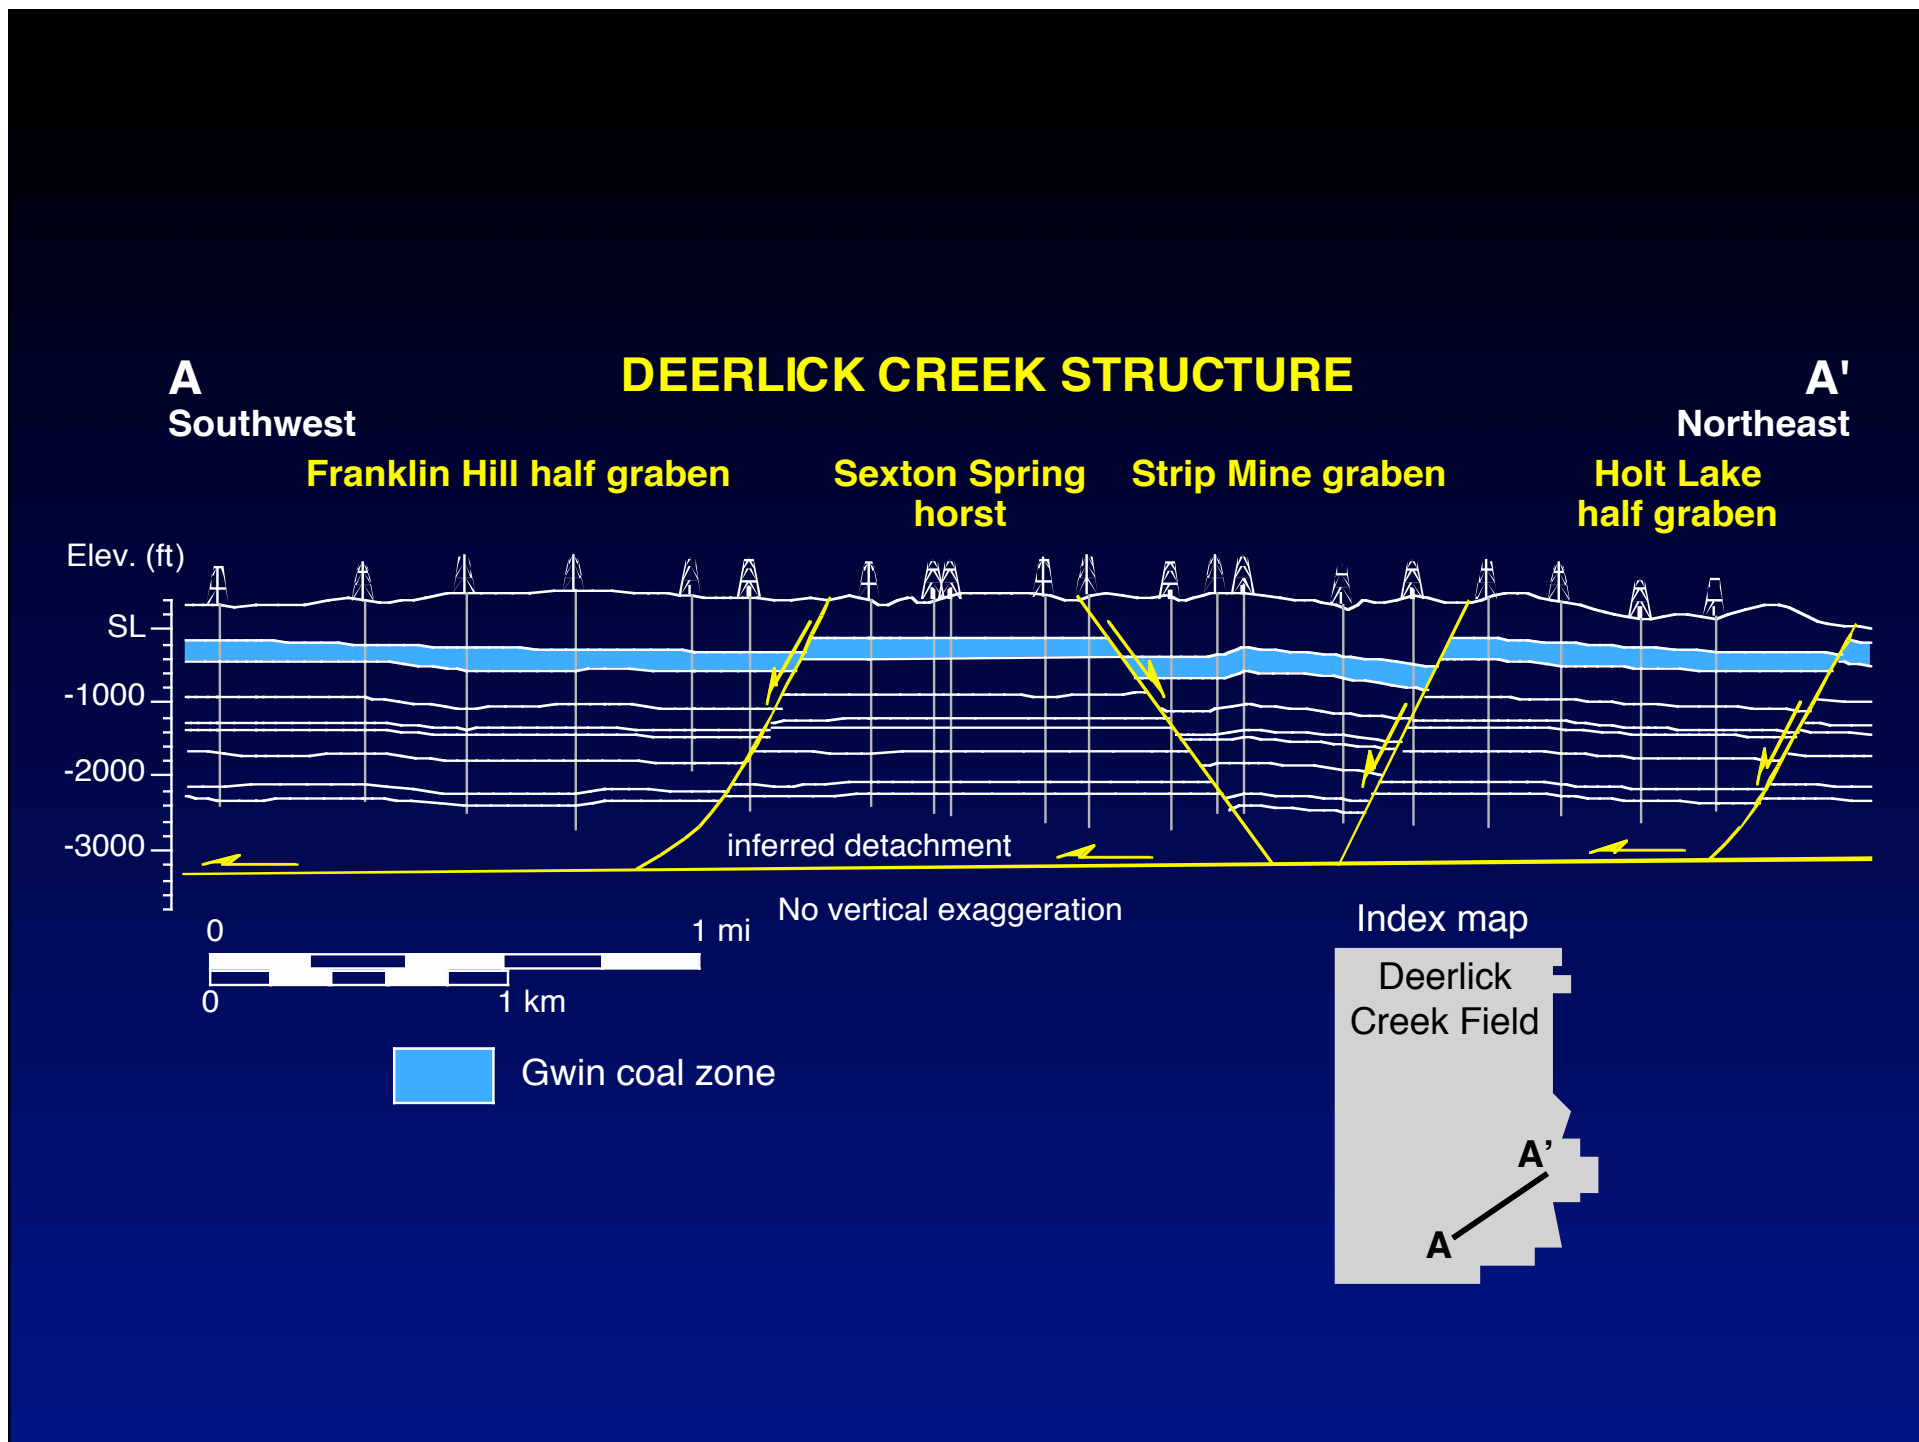 DEERLICK CREEK STRUCTURE
A
Southwest
A'
Northeast
Franklin Hill half graben
Sexton Spring
horst
Strip Mine graben
Holt Lake
half graben
Elev. (ft)
SL
-1000
-2000
-3000
inferred detachment
No vertical exaggeration
0
1 mi
0
1 km
Gwin coal zone
Index map
Deerlick
Creek Field
A’
A